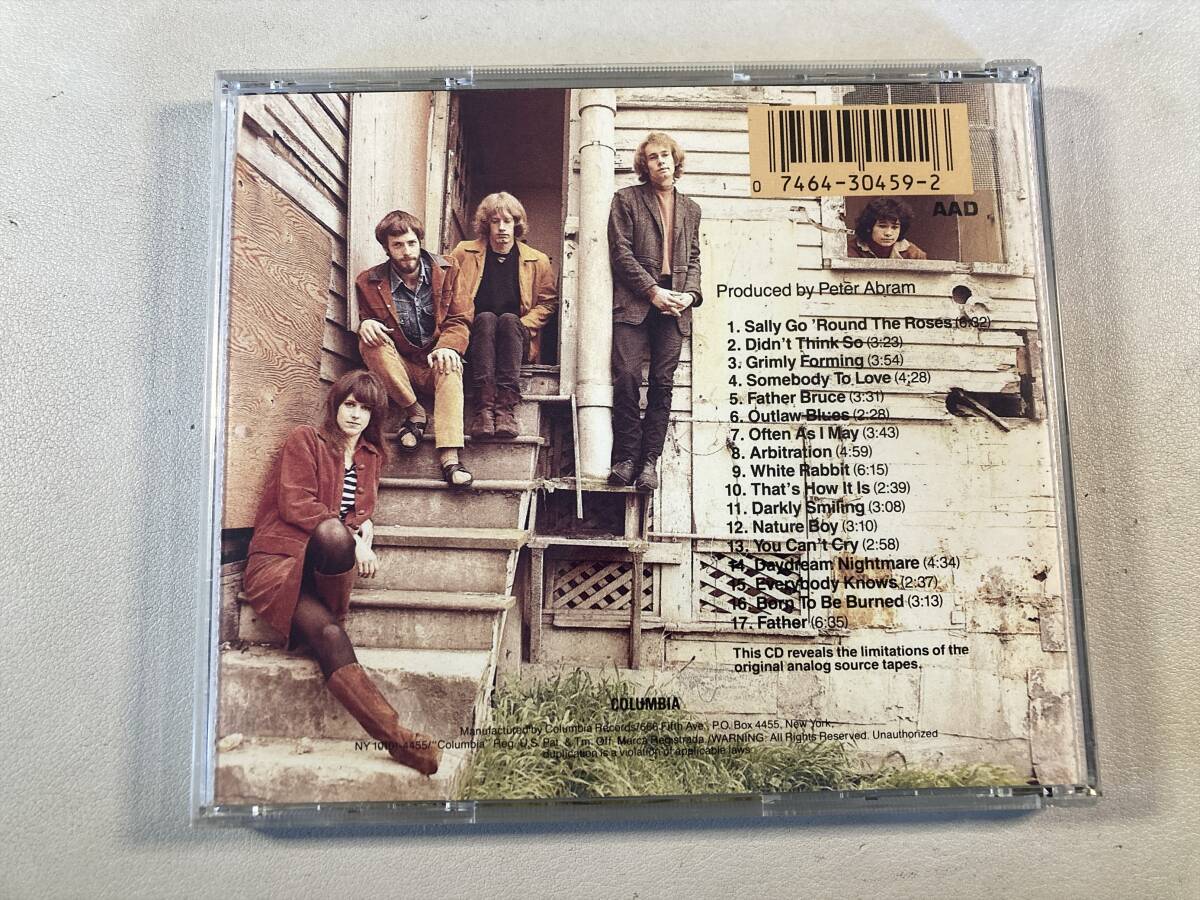 0 7464-30459-2
AAD
Produced by Peter Abram
1. Sally Go 'Round The Roses (6:32)
2. Didn't Think So (3:23)
3. Grimly Forming (3:54)
4. Somebody To Love (4:28)
5. Father Bruce (3:31)
6. Outlaw Blues (2:28)
7. Often As I May (3:43)
8. Arbitration (4:59)
9. White Rabbit (6:15)
10. That's How It Is (2:39)
11. Darkly Smiling (3:08)
12. Nature Boy (3:10)
13. You Can't Cry (2:58)
14. Daydream Nightmare (4:34)
15. Everybody Knows (2:37)
16. Born To Be Burned (3:13)
17. Father (6:35)
This CD reveals the limitations of the
original analog source tapes.
COLUMBIA
Manufactured by Columbia Records/666 Fifth Ave., P.O. Box 4455, New York,
NY 10101-4455/"Columbia" Reg. U.S. Pat. & Tm. Off. Marca Registrada./WARNING: All Rights Reserved. Unauthorized
duplication is a violation of applicable laws.